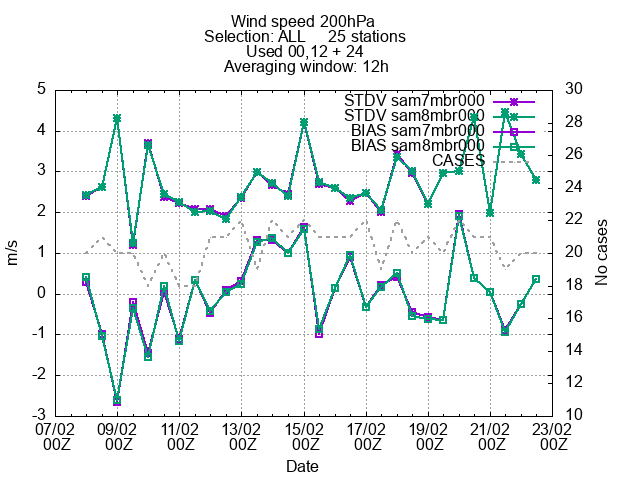 Wind speed 200hPa
Selection: ALL     25 stations
Used 00,12 + 24
Averaging window: 12h
STDV sam7mbr000
STDV sam8mbr000
BIAS sam7mbr000
BIAS sam8mbr000
CASES
5
4
3
2
1
0
-1
-2
-3
m/s
30
28
26
24
22
20
18
16
14
12
10
No cases
07/02 09/02 11/02 13/02 15/02 17/02 19/02 21/02 23/02
00Z 00Z 00Z 00Z 00Z 00Z 00Z 00Z 00Z
Date